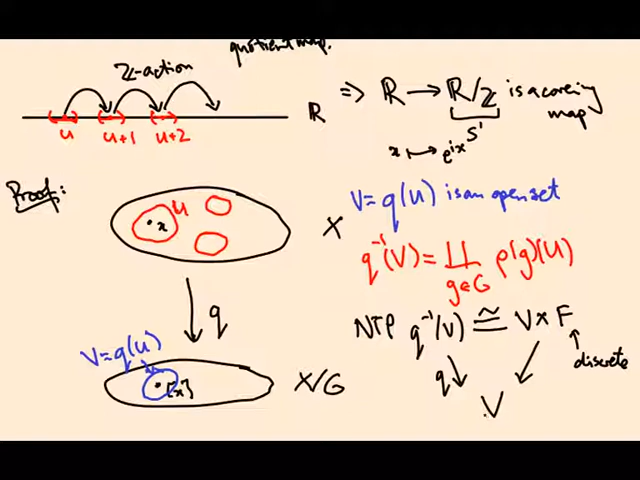 quotient map.
ℤ-action
⇒ ℝ → ℝ/ℤ is a covering map
S¹
x ↦ e^{ix}
ℝ
U U+1 U+2
Proof:
V = q(U) is an open set
U
x
X
q⁻¹(V) = ∐ ρ(g)(U)
g∈G
q
NTP q⁻¹(V) ≅ V × F
discrete
V = q(U)
[x]
X/G
q
V